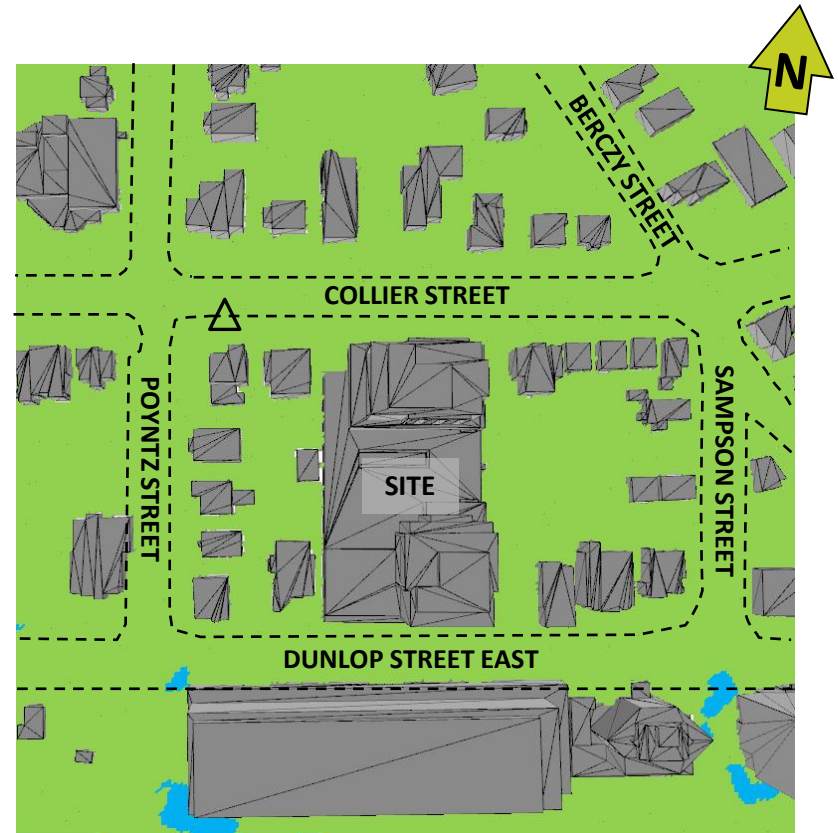 N
BERCZY STREET
COLLIER STREET
POYNTZ STREET
SAMPSON STREET
SITE
DUNLOP STREET EAST